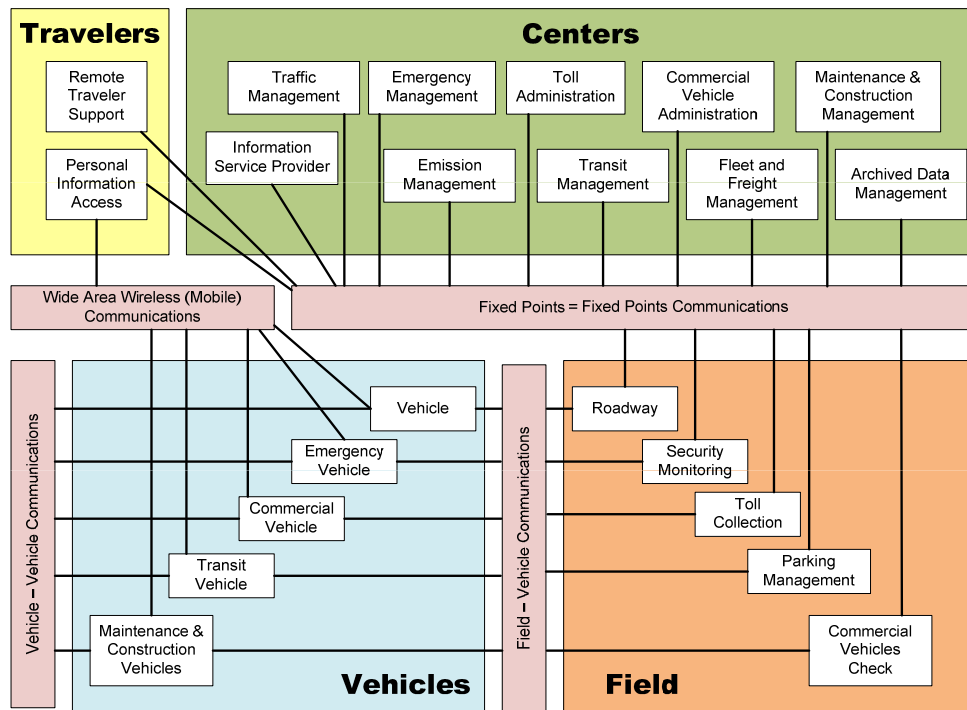 Travelers
Remote
Traveler
Support
Personal
Information
Access
Centers
Traffic
Management
Emergency
Management
Toll
Administration
Commercial
Vehicle
Administration
Maintenance &
Construction
Management
Information
Service Provider
Emission
Management
Transit
Management
Fleet and
Freight
Management
Archived Data
Management
Wide Area Wireless (Mobile)
Communications
Fixed Points = Fixed Points Communications
Vehicle – Vehicle Communications
Vehicle
Emergency
Vehicle
Commercial
Vehicle
Transit
Vehicle
Maintenance &
Construction
Vehicles
Vehicles
Field – Vehicle Communications
Roadway
Security
Monitoring
Toll
Collection
Parking
Management
Commercial
Vehicles
Check
Field